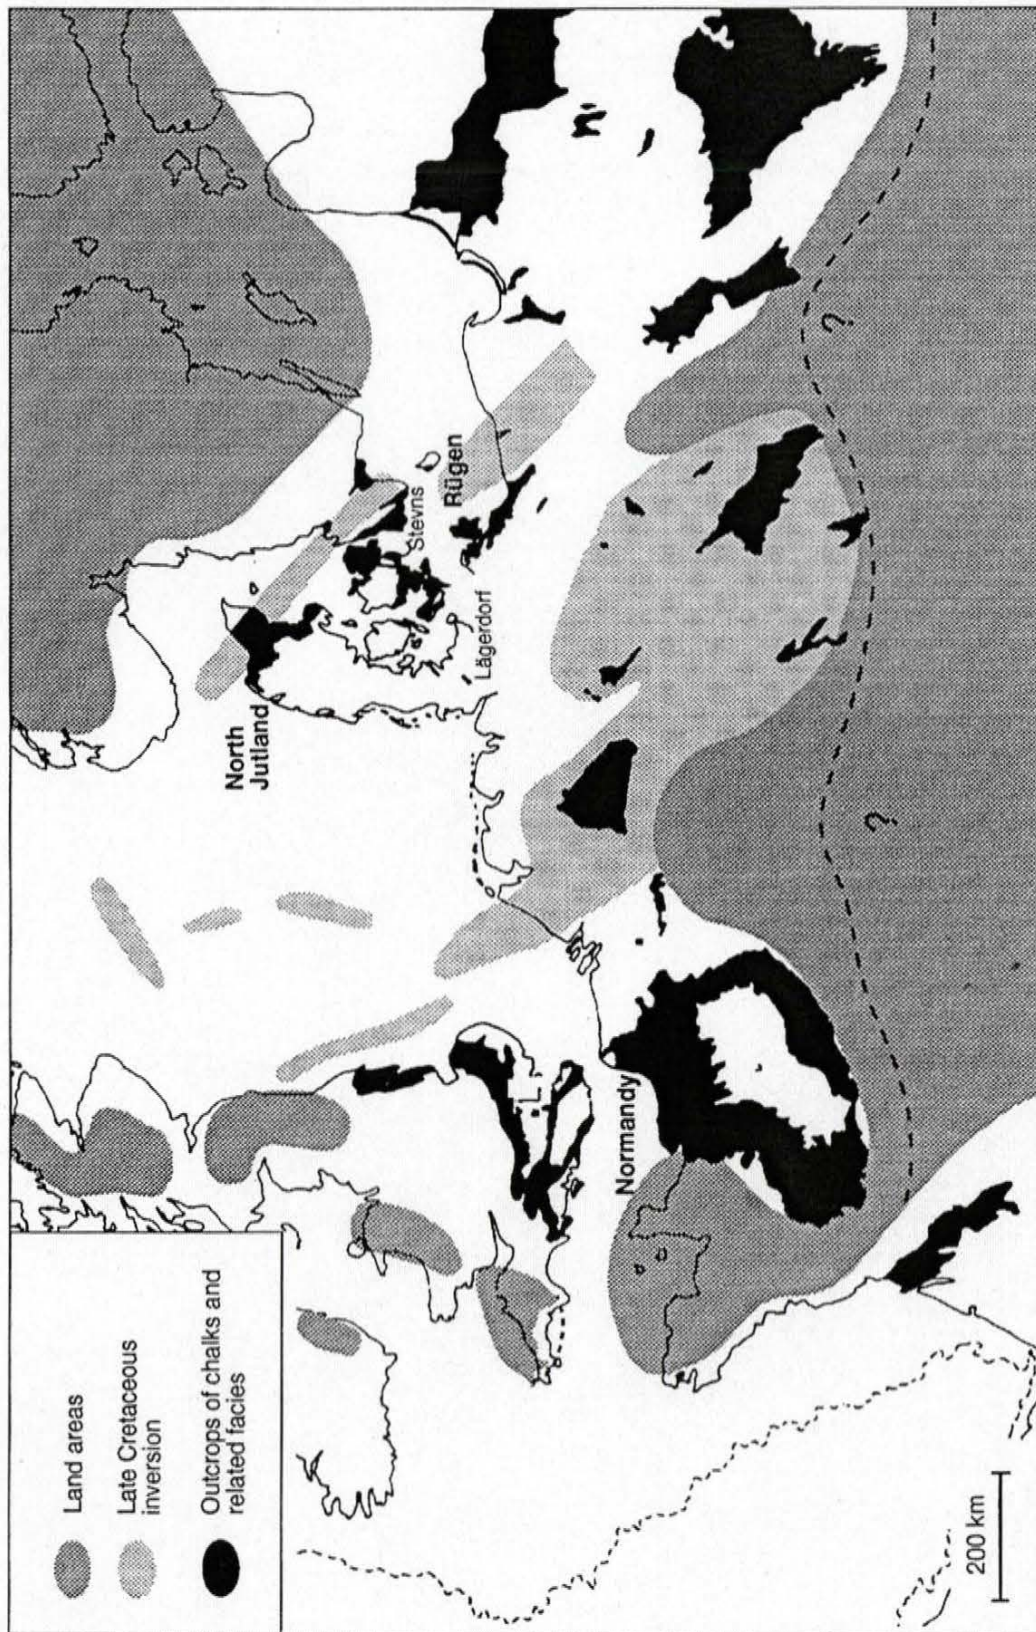 Land areas
Late Cretaceous
inversion
Outcrops of chalks and
related facies
North
Jutland
Stevns
Rügen
Lägerdorf
L
Normandy
?
?
200 km